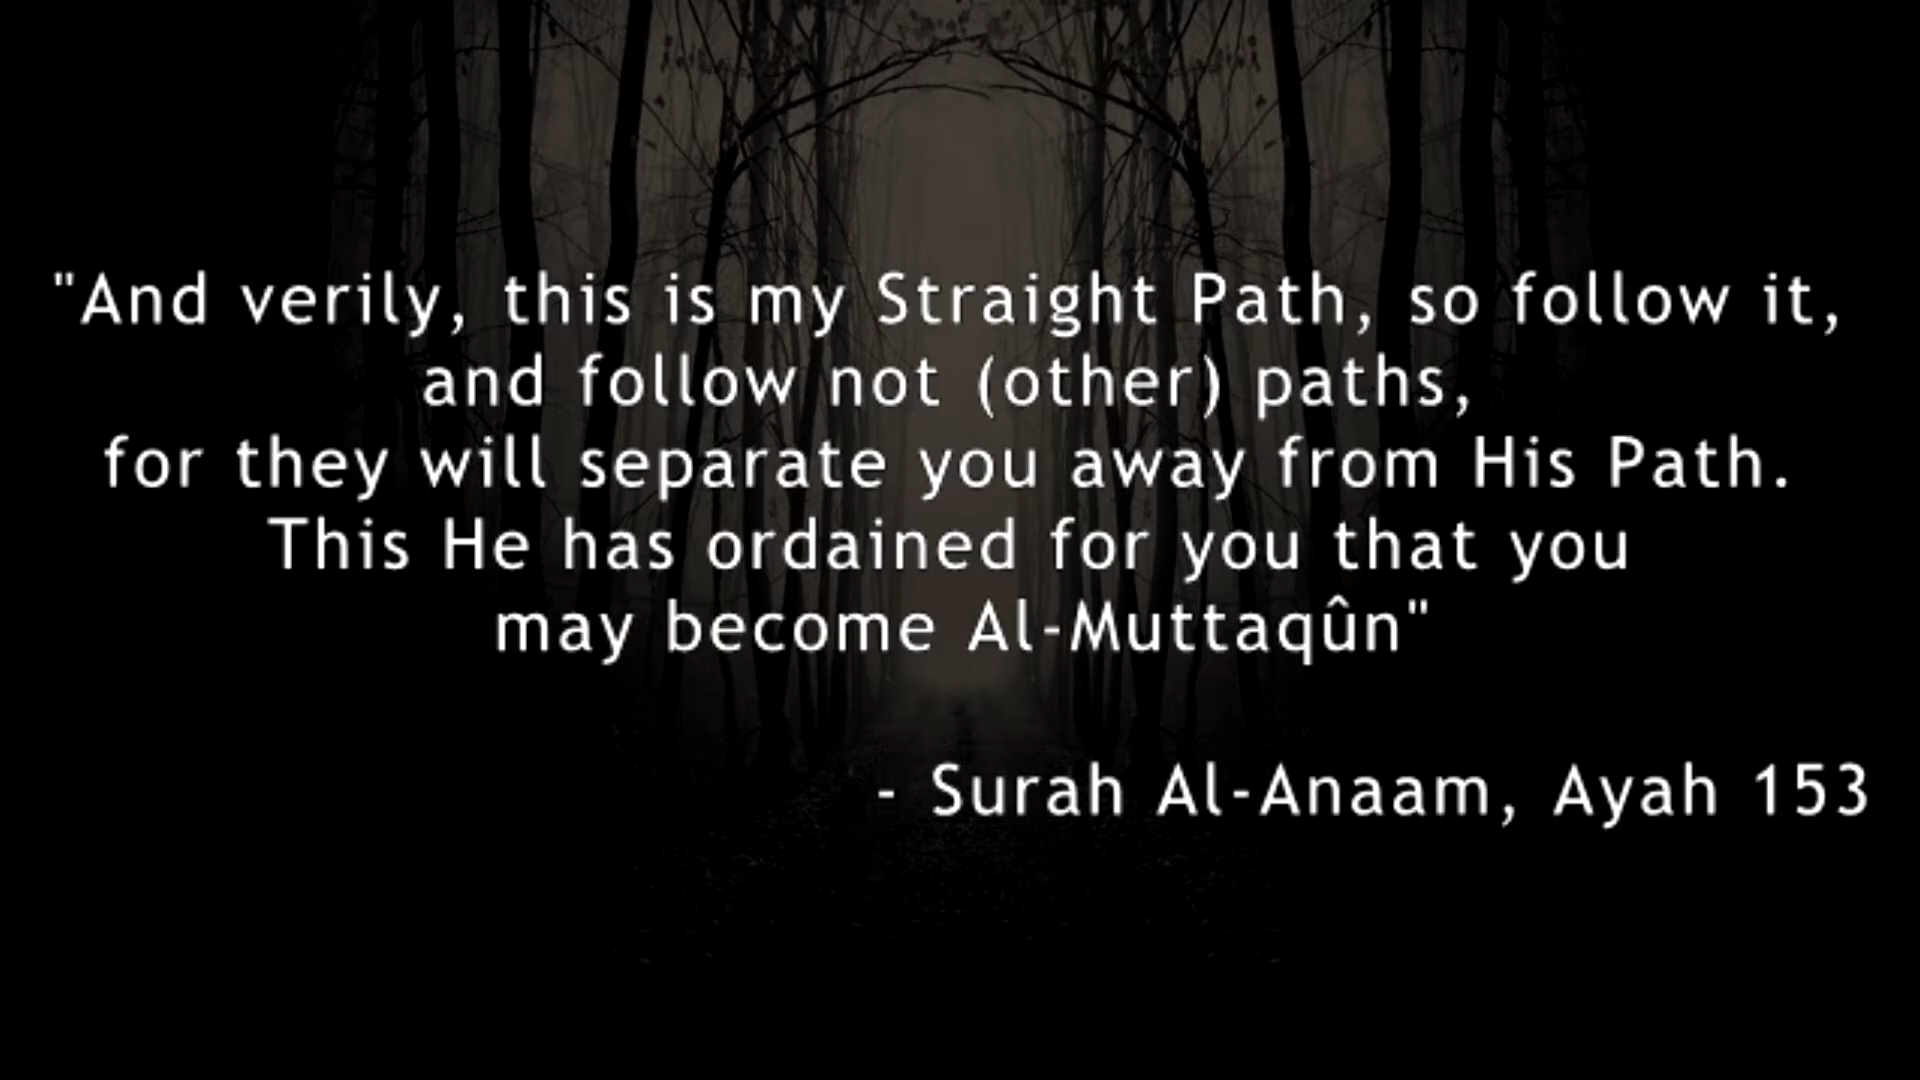 "And verily, this is my Straight Path, so follow it,
and follow not (other) paths,
for they will separate you away from His Path.
This He has ordained for you that you
may become Al-Muttaqûn"
- Surah Al-Anaam, Ayah 153